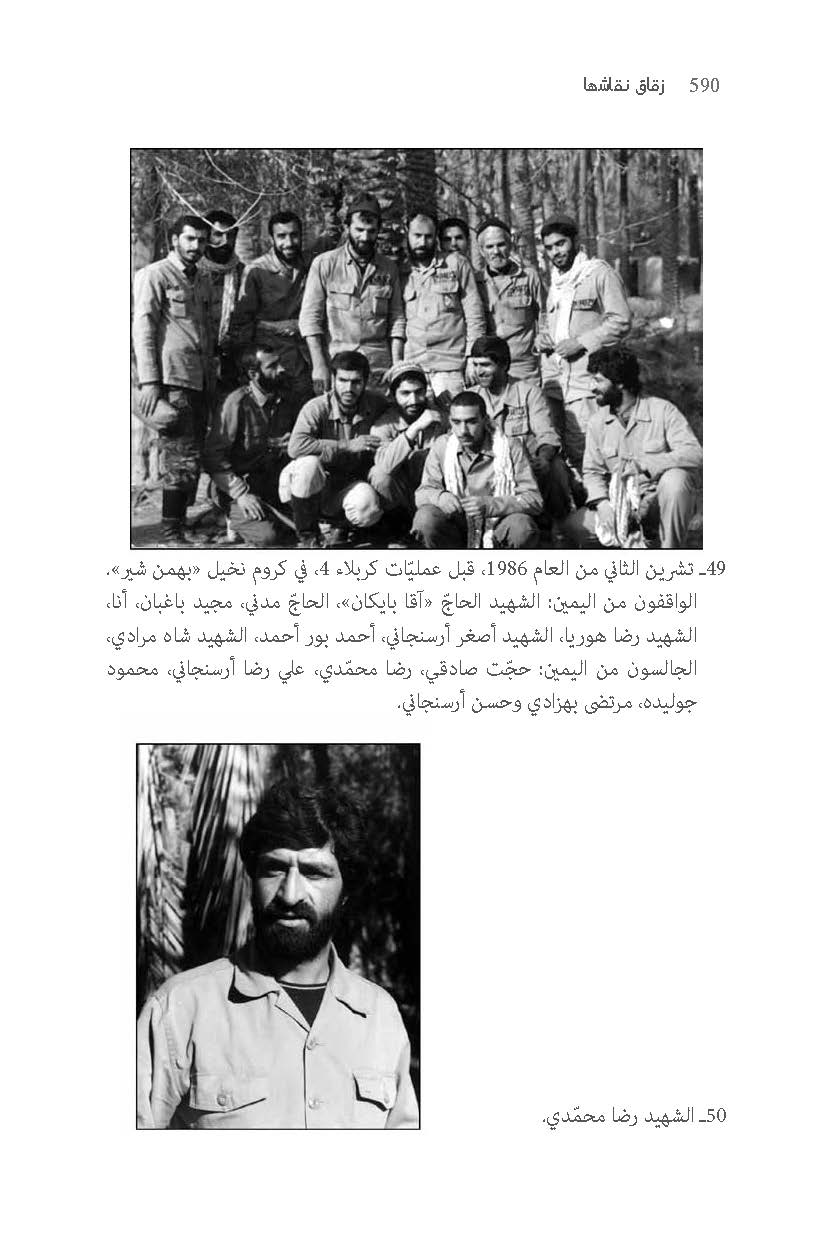 590 زقاق نقاشها
49ـ تشرين الثاني من العام 1986، قبل عمليّات كربلاء 4، في كروم نخيل «بهمن شير».
الواقفون من اليمين: الشهيد الحاجّ «آقا بايكان»، الحاجّ مدني، مجيد باغبان، أنا،
الشهيد رضا هوريا، الشهيد أصغر أرسنجاني، أحمد بور أحمد، الشهيد شاه مرادي،
الجالسون من اليمين: حجّت صادقي، رضا محمّدي، علي رضا أرسنجاني، محمود
جوليده، مرتضى بهزادي وحسن أرسنجاني.
50ـ الشهيد رضا محمّدي.